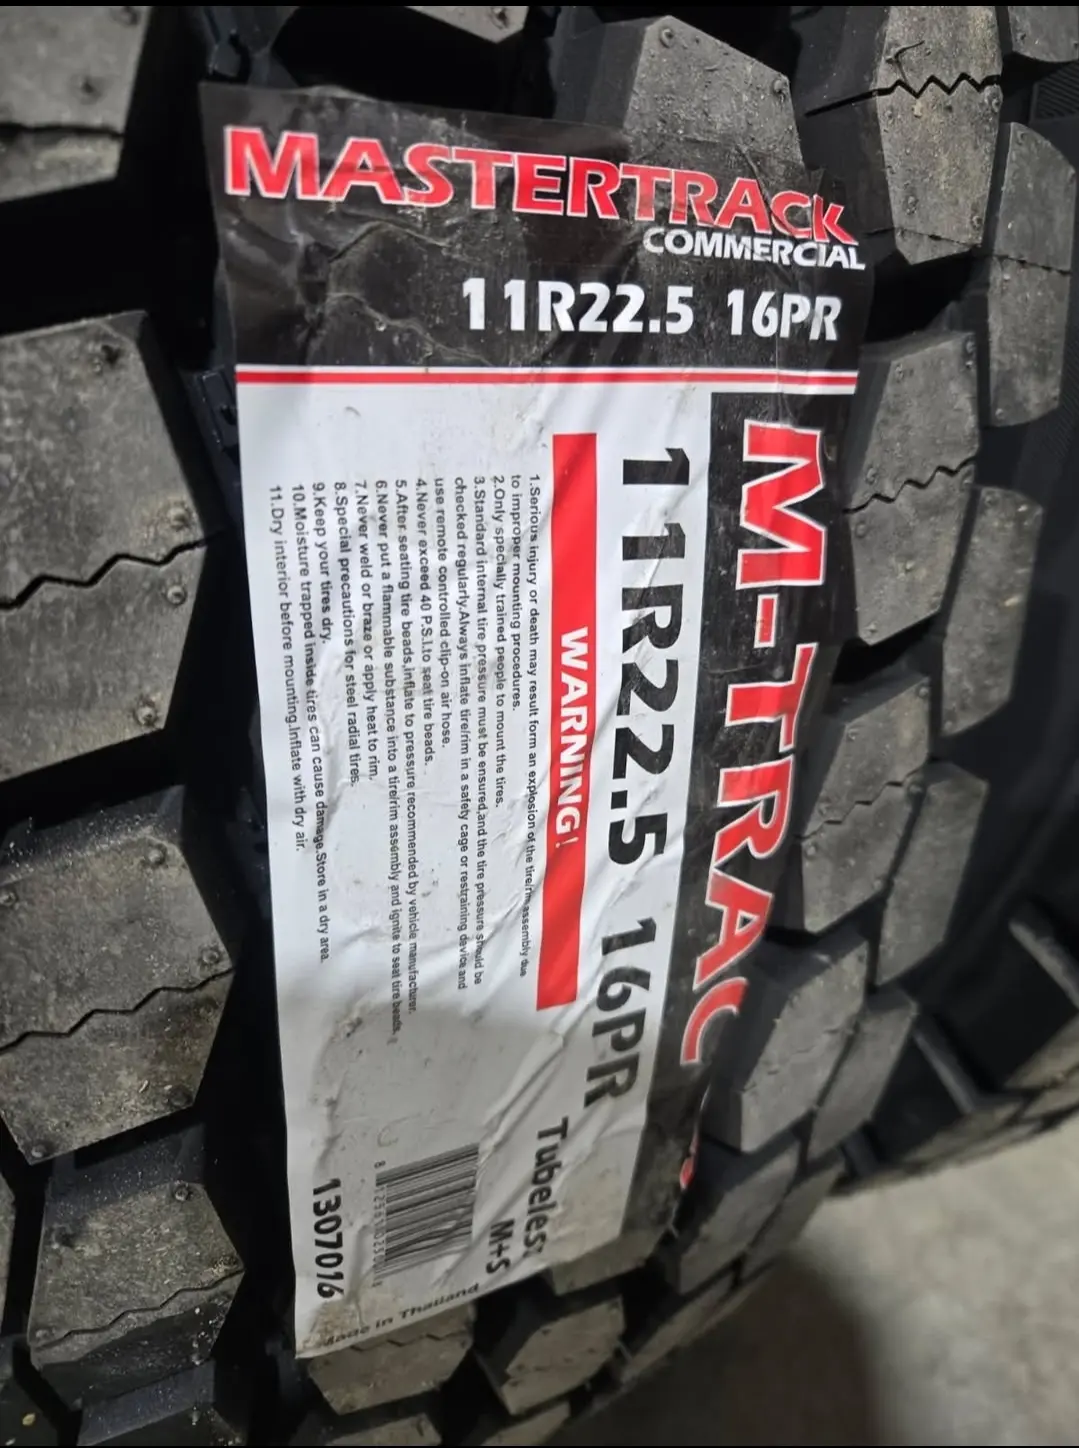 MASTERTRACK
COMMERCIAL
11R22.5 16PR
M-TRAC
11R22.5 16PR
Tubeless
M+S
WARNING!
1.Serious injury or death may result form an explosion of the tire/rim assembly due
to improper mounting procedures.
2.Only specially trained people to mount the tires.
3.Standard internal tire pressure must be ensured,and the tire pressure should be
checked regularly.Always inflate tire/rim in a safety cage or restraining device and
use remote controlled clip-on air hose.
4.Never exceed 40 P.S.I.to seat tire beads.
5.After seating tire beads,inflate to pressure recommended by vehicle manufacturer.
6.Never put a flammable substance into a tire/rim assembly and ignite to seat tire beads.
7.Never weld or braze or apply heat to rim.
8.Special precautions for steel radial tires.
9.Keep your tires dry.
10.Moisture trapped inside tires can cause damage.Store in a dry area.
11.Dry interior before mounting.Inflate with dry air.
1307016
Made in Thailand